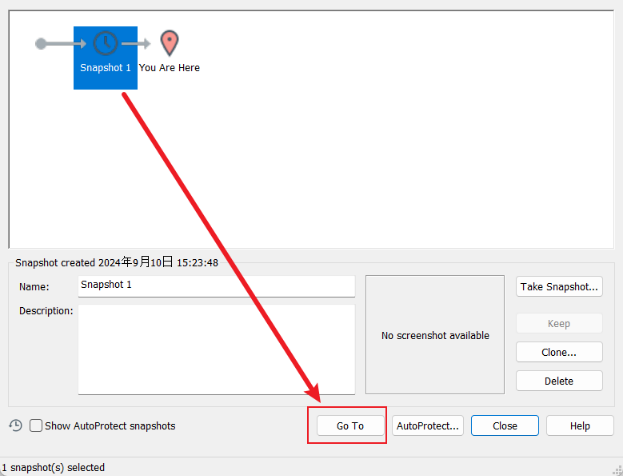 Snapshot 1
You Are Here
Snapshot created 2024年9月10日 15:23:48
Name:
Snapshot 1
Take Snapshot...
Description:
No screenshot available
Keep
Clone...
Delete
Show AutoProtect snapshots
Go To
AutoProtect...
Close
Help
1 snapshot(s) selected